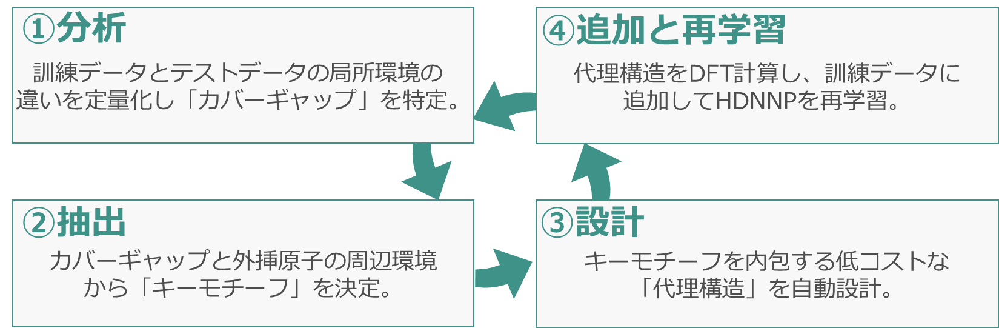 ①分析
訓練データとテストデータの局所環境の
違いを定量化し「カバーギャップ」を特定。
②抽出
カバーギャップと外挿原子の周辺環境
から「キーモチーフ」を決定。
③設計
キーモチーフを内包する低コストな
「代理構造」を自動設計。
④追加と再学習
代理構造をDFT計算し、訓練データに
追加してHDNNPを再学習。